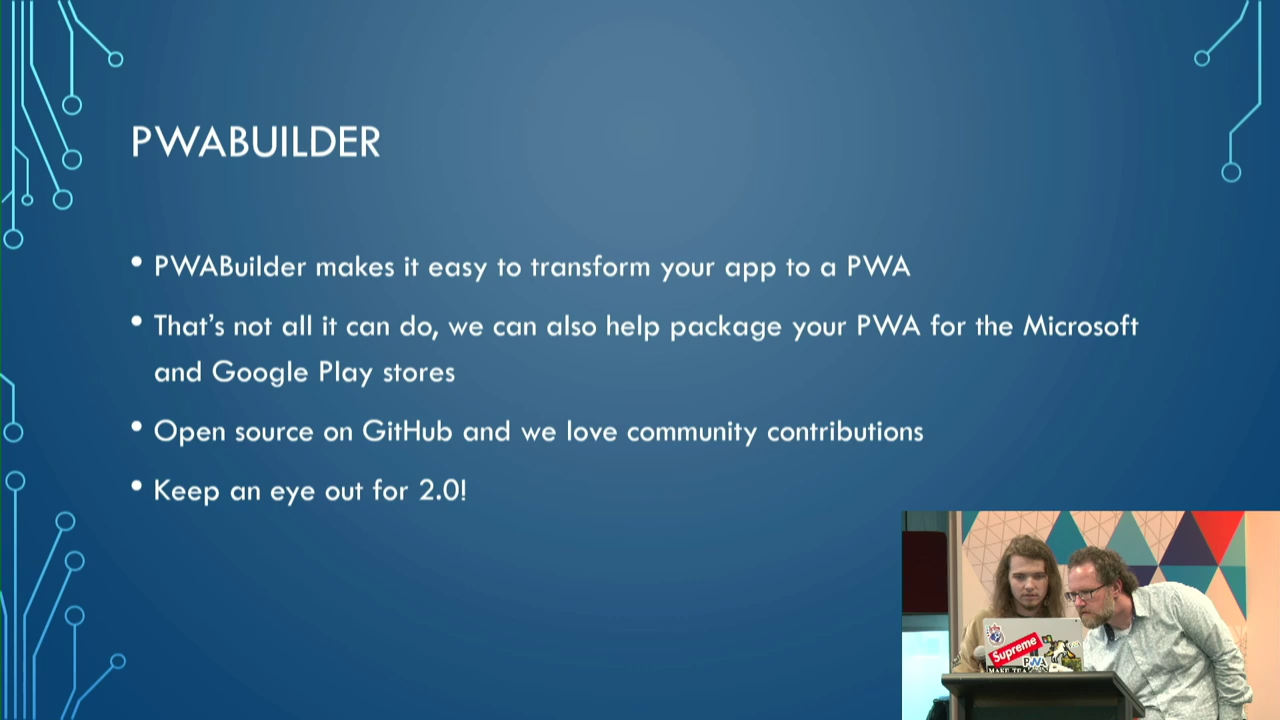 PWABUILDER
• PWABuilder makes it easy to transform your app to a PWA
• That's not all it can do, we can also help package your PWA for the Microsoft
and Google Play stores
• Open source on GitHub and we love community contributions
• Keep an eye out for 2.0!
Supreme
PWA